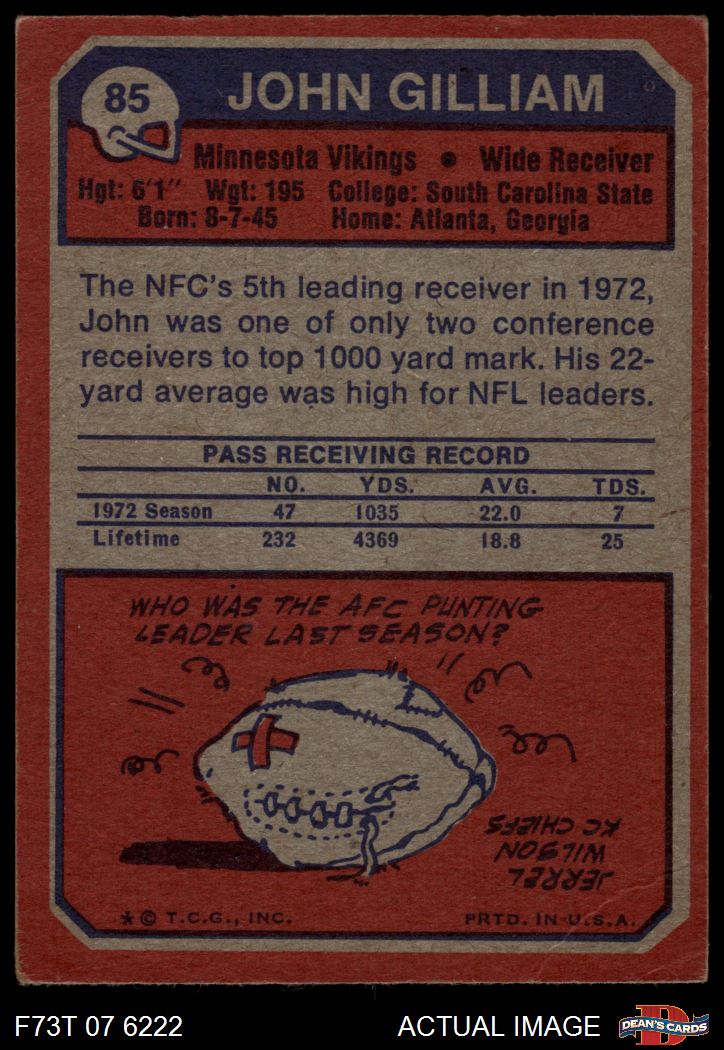 85
JOHN GILLIAM
Minnesota Vikings • Wide Receiver
Hgt: 6'1" Wgt: 195 College: South Carolina State
Born: 8-7-45 Home: Atlanta, Georgia
The NFC's 5th leading receiver in 1972,
John was one of only two conference
receivers to top 1000 yard mark. His 22-
yard average was high for NFL leaders.
PASS RECEIVING RECORD
NO. YDS. AVG. TDS.
1972 Season 47 1035 22.0 7
Lifetime 232 4369 18.8 25
WHO WAS THE AFC PUNTING
LEADER LAST SEASON?
JERREL
WILSON
KC CHIEFS
* © T.C.G., INC. PRTD. IN U.S.A.
F73T 07 6222 ACTUAL IMAGE D DEAN'S CARDS